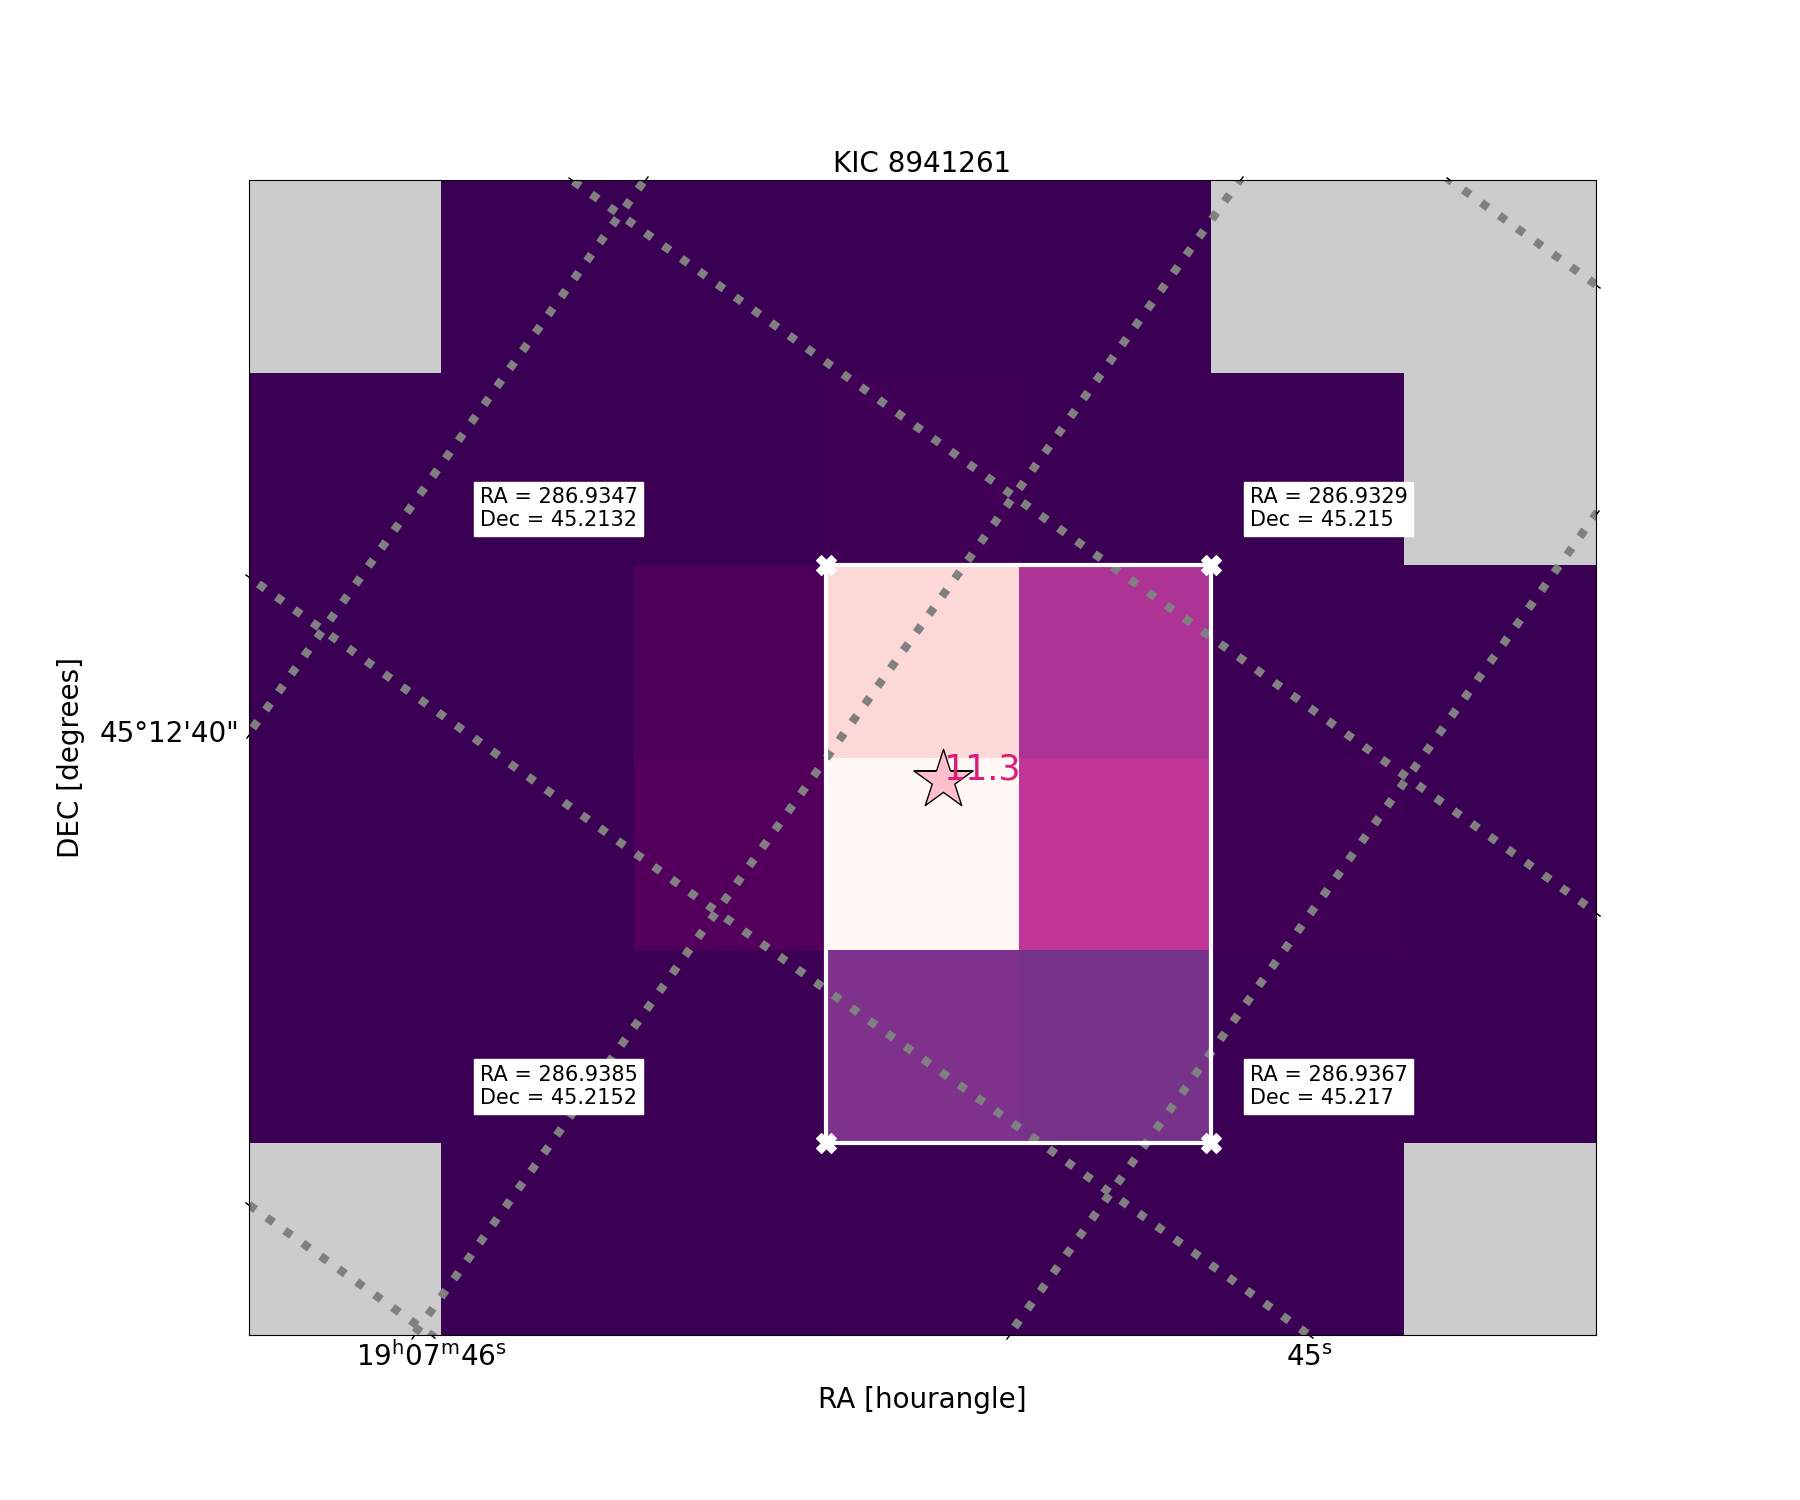 KIC 8941261
RA = 286.9347
Dec = 45.2132
RA = 286.9329
Dec = 45.215
45°12'40"
11.3
DEC [degrees]
RA = 286.9385
Dec = 45.2152
RA = 286.9367
Dec = 45.217
19ʰ07ᵐ46ˢ
45ˢ
RA [hourangle]